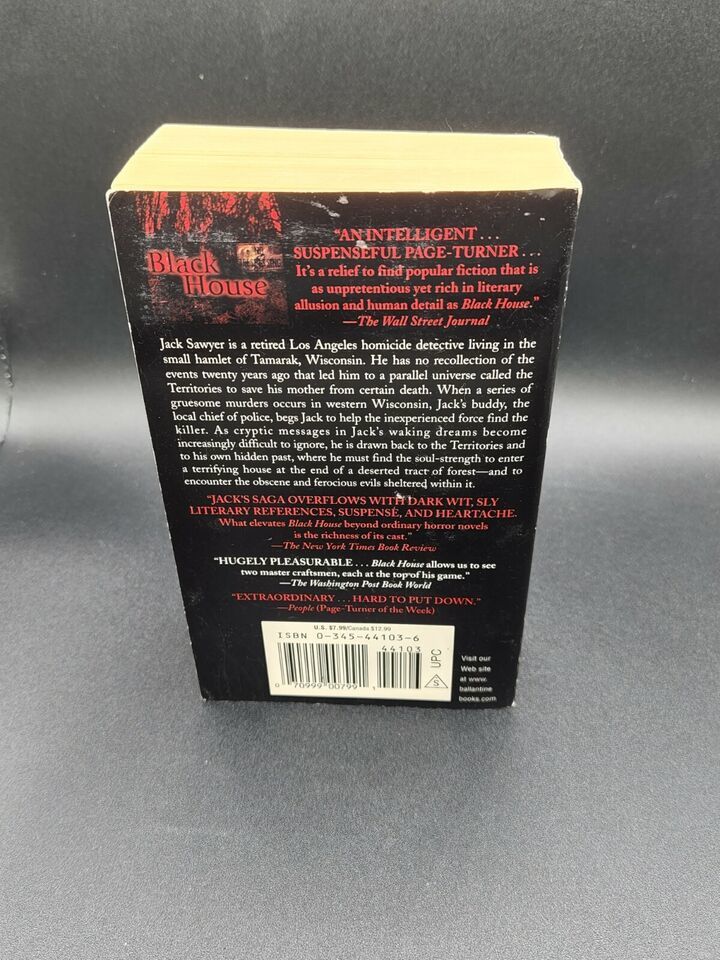 Black
House
"AN INTELLIGENT . . .
SUSPENSEFUL PAGE-TURNER . . .
It's a relief to find popular fiction that is
as unpretentious yet rich in literary
allusion and human detail as Black House."
—The Wall Street Journal
Jack Sawyer is a retired Los Angeles homicide detective living in the
small hamlet of Tamarak, Wisconsin. He has no recollection of the
events twenty years ago that led him to a parallel universe called the
Territories to save his mother from certain death. When a series of
gruesome murders occurs in western Wisconsin, Jack's buddy, the
local chief of police, begs Jack to help the inexperienced force find the
killer. As cryptic messages in Jack's waking dreams become
increasingly difficult to ignore, he is drawn back to the Territories and
to his own hidden past, where he must find the soul-strength to enter
a terrifying house at the end of a deserted tract of forest—and to
encounter the obscene and ferocious evils sheltered within it.
"JACK'S SAGA OVERFLOWS WITH DARK WIT, SLY
LITERARY REFERENCES, SUSPENSE, AND HEARTACHE.
What elevates Black House beyond ordinary horror novels
is the richness of its cast."
—The New York Times Book Review
"HUGELY PLEASURABLE . . . Black House allows us to see
two master craftsmen, each at the top of his game."
—The Washington Post Book World
"EXTRAORDINARY . . . HARD TO PUT DOWN."
—People (Page-Turner of the Week)
U.S. $7.99/Canada $12.99
ISBN 0-345-44103-6
44103
0 70999 00799 1
UPC
S
Visit our
Web site
at www.
ballantine
books.com